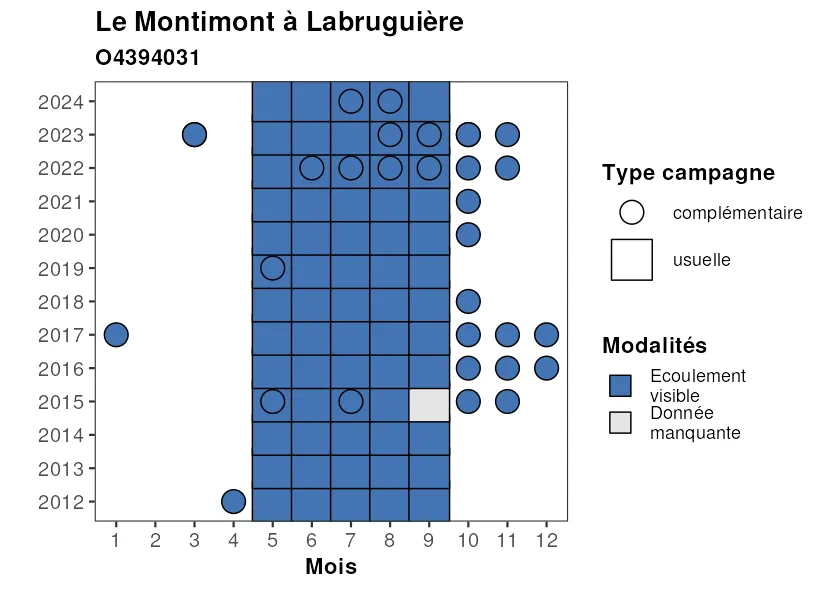 Le Montimont à Labruguière
O4394031
2024
2023
2022
2021
2020
2019
2018
2017
2016
2015
2014
2013
2012
1 2 3 4 5 6 7 8 9 10 11 12
Mois
Type campagne
complémentaire
usuelle
Modalités
Ecoulement
visible
Donnée
manquante